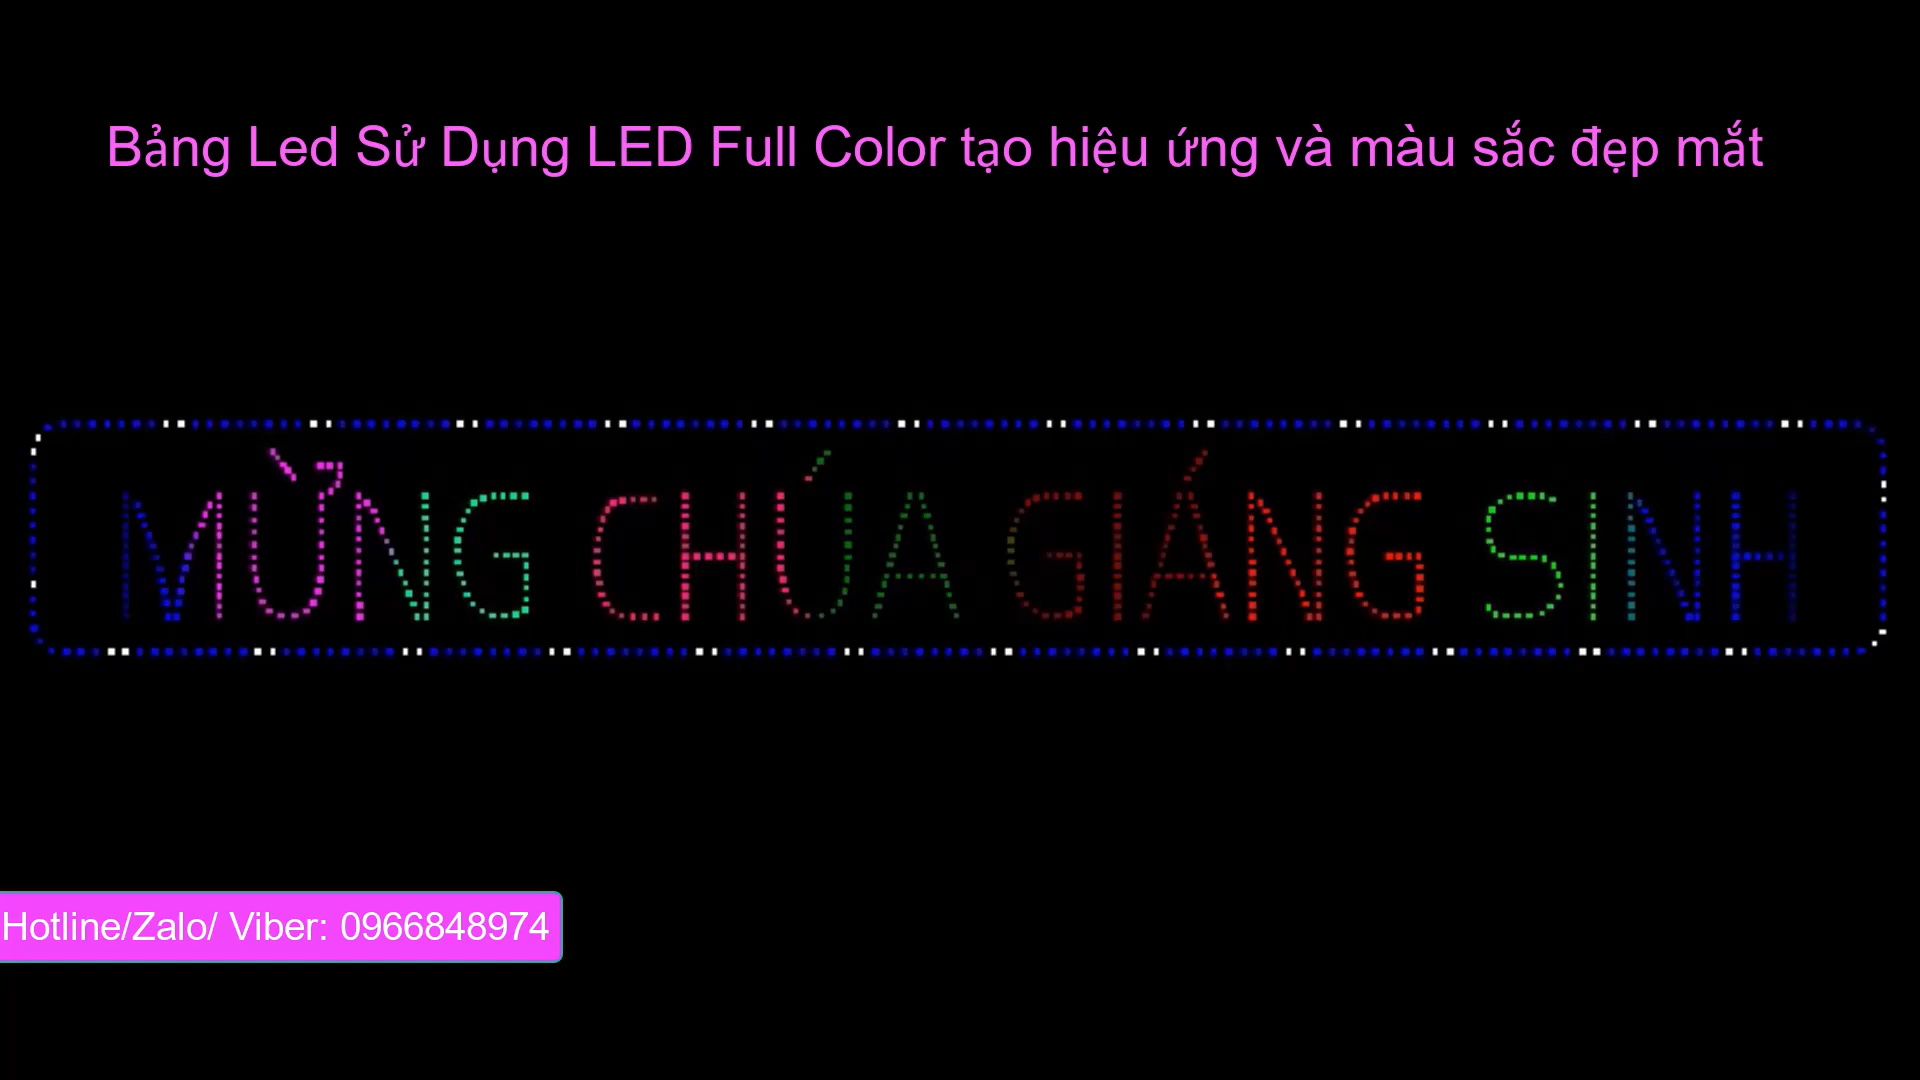 Bảng Led Sử Dụng LED Full Color tạo hiệu ứng và màu sắc đẹp mắt
MỪNG CHÚA GIÁNG SINH
Hotline/Zalo/ Viber: 0966848974